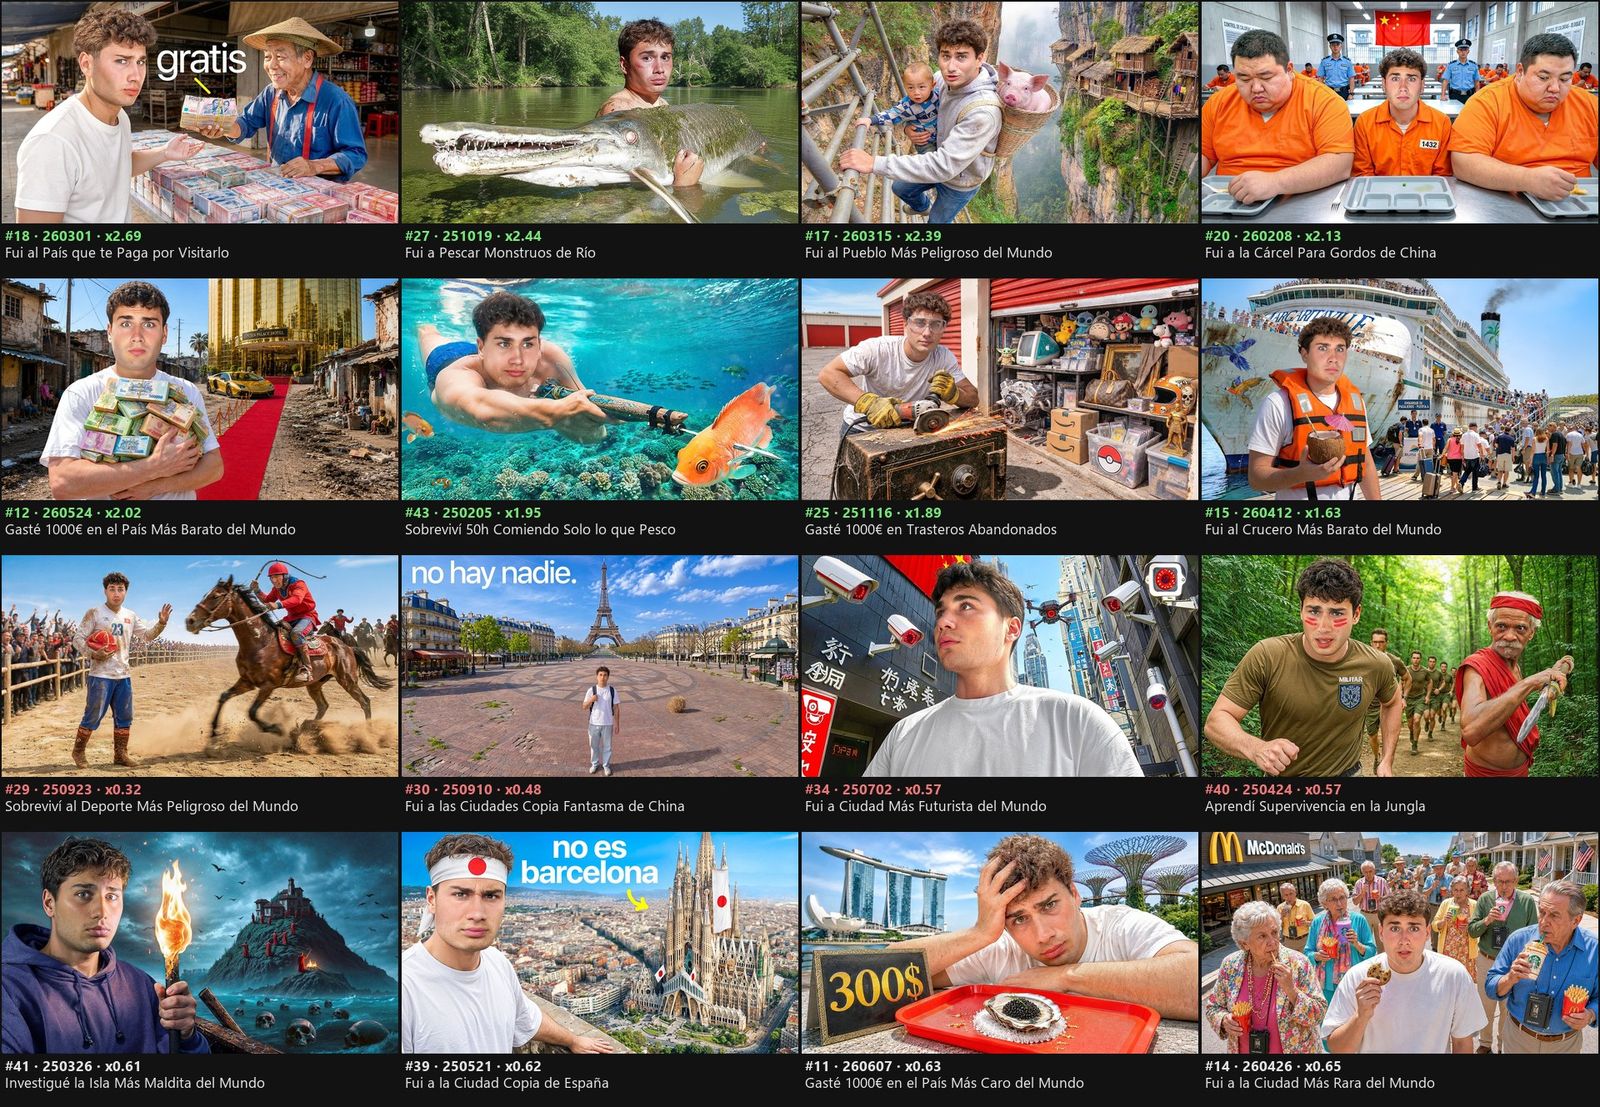 gratis
#18 · 260301 · x2.69
Fui al País que te Paga por Visitarlo
#27 · 251019 · x2.44
Fui a Pescar Monstruos de Río
#17 · 260315 · x2.39
Fui al Pueblo Más Peligroso del Mundo
1432
#20 · 260208 · x2.13
Fui a la Cárcel Para Gordos de China
#12 · 260524 · x2.02
Gasté 1000€ en el País Más Barato del Mundo
#43 · 250205 · x1.95
Sobreviví 50h Comiendo Solo lo que Pesco
#25 · 251116 · x1.89
Gasté 1000€ en Trasteros Abandonados
#15 · 260412 · x1.63
Fui al Crucero Más Barato del Mundo
23
#29 · 250923 · x0.32
Sobreviví al Deporte Más Peligroso del Mundo
no hay nadie.
#30 · 250910 · x0.48
Fui a las Ciudades Copia Fantasma de China
OPEN
#34 · 250702 · x0.57
Fui a Ciudad Más Futurista del Mundo
MILITAR
#40 · 250424 · x0.57
Aprendí Supervivencia en la Jungla
#41 · 250326 · x0.61
Investigué la Isla Más Maldita del Mundo
no es
barcelona
#39 · 250521 · x0.62
Fui a la Ciudad Copia de España
300$
#11 · 260607 · x0.63
Gasté 1000€ en el País Más Caro del Mundo
McDonald's
#14 · 260426 · x0.65
Fui a la Ciudad Más Rara del Mundo